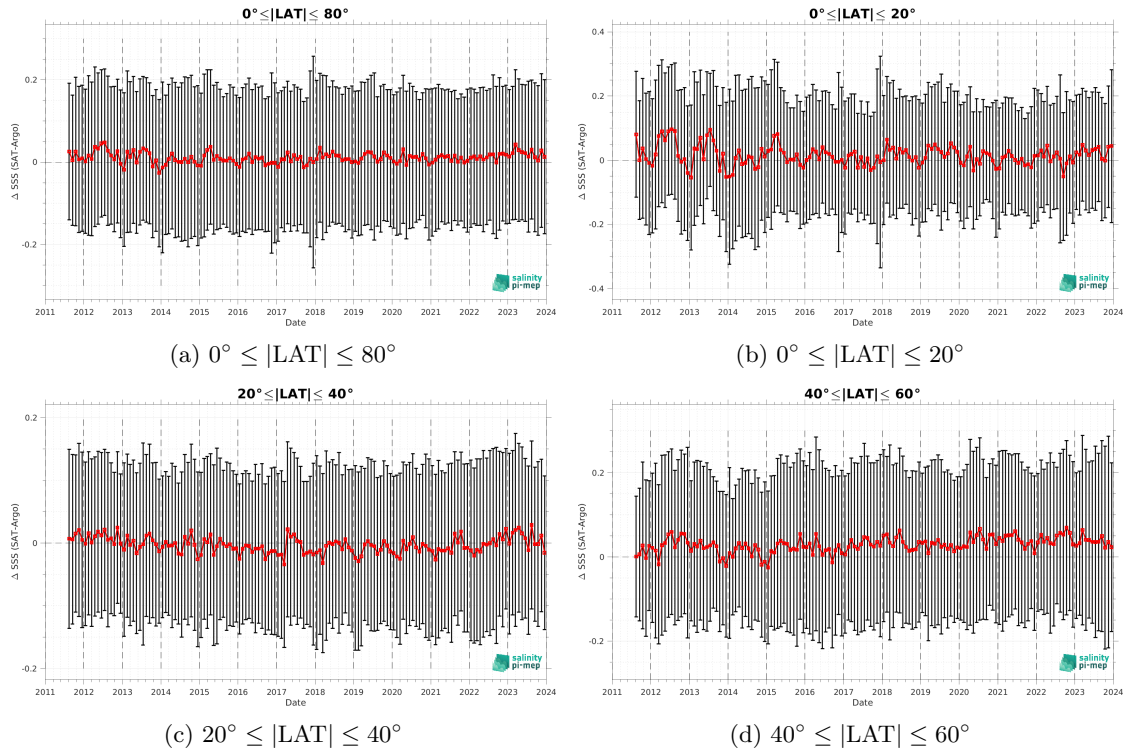 0°≤|LAT|≤ 80°
Δ SSS (SAT-Argo)
0.2
0
-0.2
2011 2012 2013 2014 2015 2016 2017 2018 2019 2020 2021 2022 2023 2024
Date
salinity
pi-mep
(a) 0° ≤ |LAT| ≤ 80°
0°≤|LAT|≤ 20°
Δ SSS (SAT-Argo)
0.4
0.2
0
-0.2
-0.4
2011 2012 2013 2014 2015 2016 2017 2018 2019 2020 2021 2022 2023 2024
Date
salinity
pi-mep
(b) 0° ≤ |LAT| ≤ 20°
20°≤|LAT|≤ 40°
Δ SSS (SAT-Argo)
0.2
0
-0.2
2011 2012 2013 2014 2015 2016 2017 2018 2019 2020 2021 2022 2023 2024
Date
salinity
pi-mep
(c) 20° ≤ |LAT| ≤ 40°
40°≤|LAT|≤ 60°
Δ SSS (SAT-Argo)
0.2
0
-0.2
2011 2012 2013 2014 2015 2016 2017 2018 2019 2020 2021 2022 2023 2024
Date
salinity
pi-mep
(d) 40° ≤ |LAT| ≤ 60°